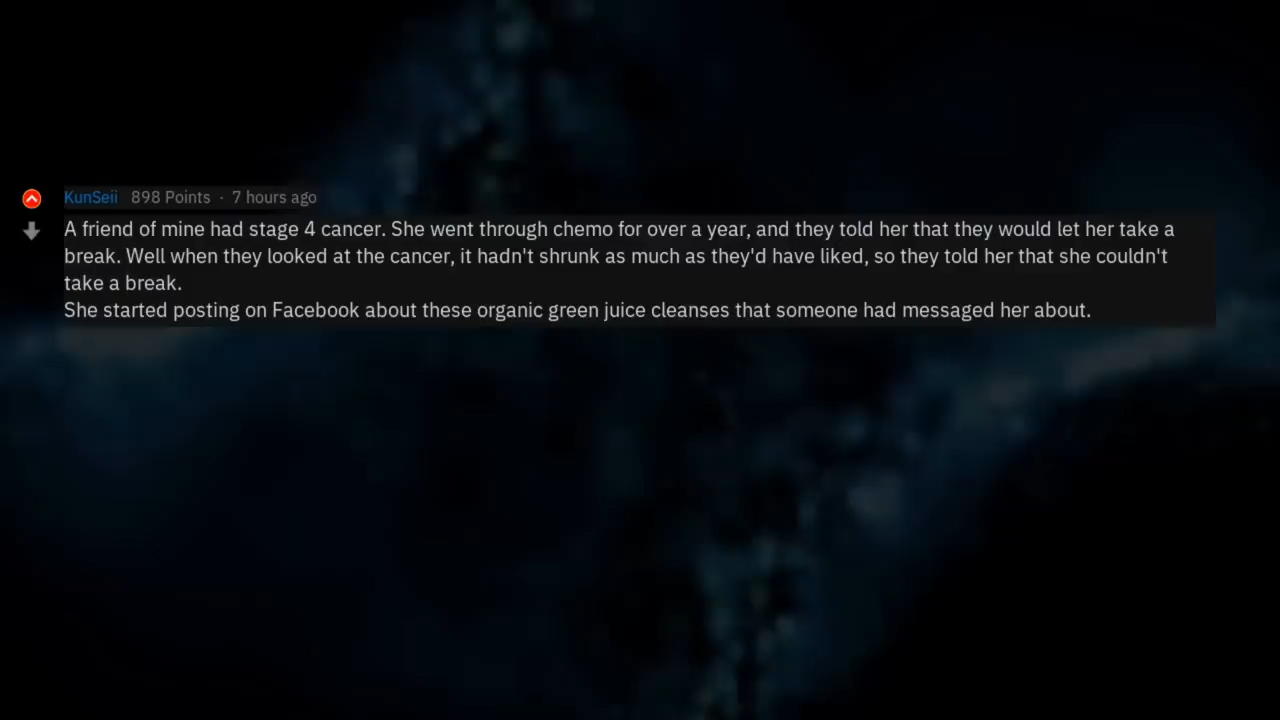 KunSeii 898 Points · 7 hours ago
A friend of mine had stage 4 cancer. She went through chemo for over a year, and they told her that they would let her take a
break. Well when they looked at the cancer, it hadn't shrunk as much as they'd have liked, so they told her that she couldn't
take a break.
She started posting on Facebook about these organic green juice cleanses that someone had messaged her about.